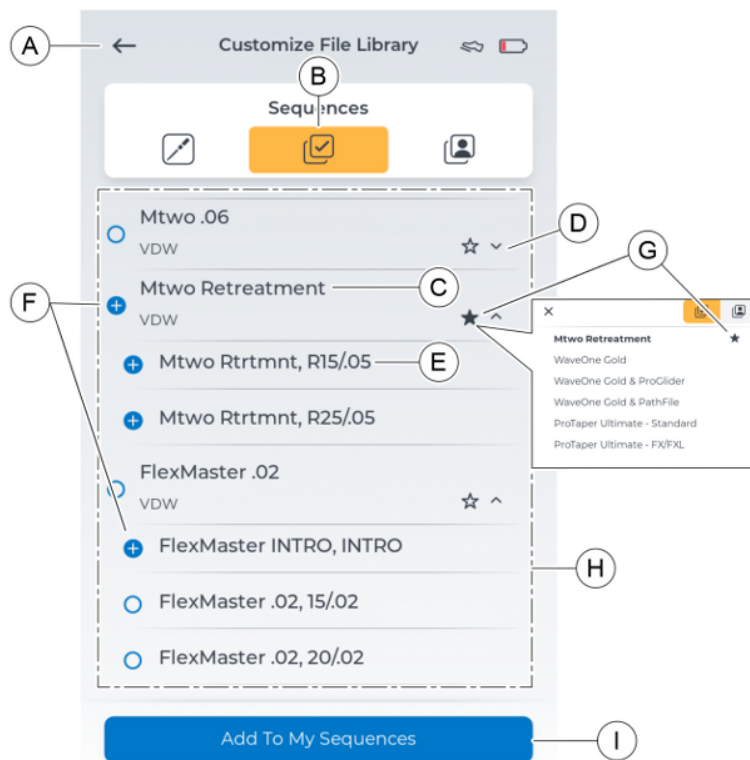 A
Customize File Library
B
Sequences
Mtwo .06
VDW
D
G
F
Mtwo Retreatment
C
VDW
Mtwo Retreatment
WaveOne Gold
WaveOne Gold & ProGlider
WaveOne Gold & PathFile
ProTaper Ultimate - Standard
ProTaper Ultimate - FX/FXL
Mtwo Rtrtmnt, R15/.05
E
Mtwo Rtrtmnt, R25/.05
FlexMaster .02
VDW
FlexMaster INTRO, INTRO
H
FlexMaster .02, 15/.02
FlexMaster .02, 20/.02
Add To My Sequences
I